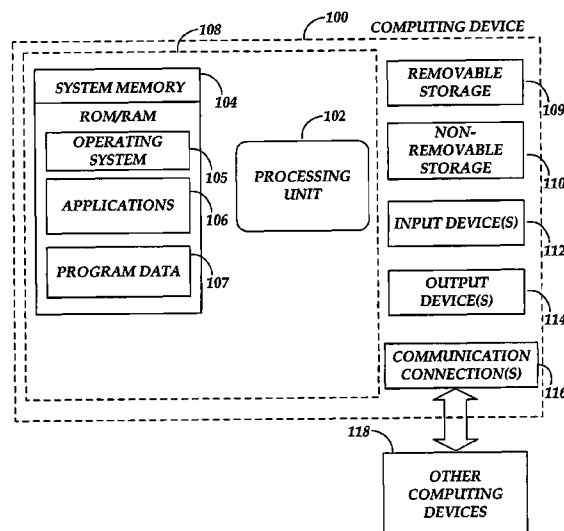 100
COMPUTING DEVICE
108
SYSTEM MEMORY
104
ROM/RAM
OPERATING
SYSTEM
105
APPLICATIONS
106
PROGRAM DATA
107
102
PROCESSING
UNIT
REMOVABLE
STORAGE
109
NON-
REMOVABLE
STORAGE
110
INPUT DEVICE(S)
112
OUTPUT
DEVICE(S)
114
COMMUNICATION
CONNECTION(S)
116
118
OTHER
COMPUTING
DEVICES